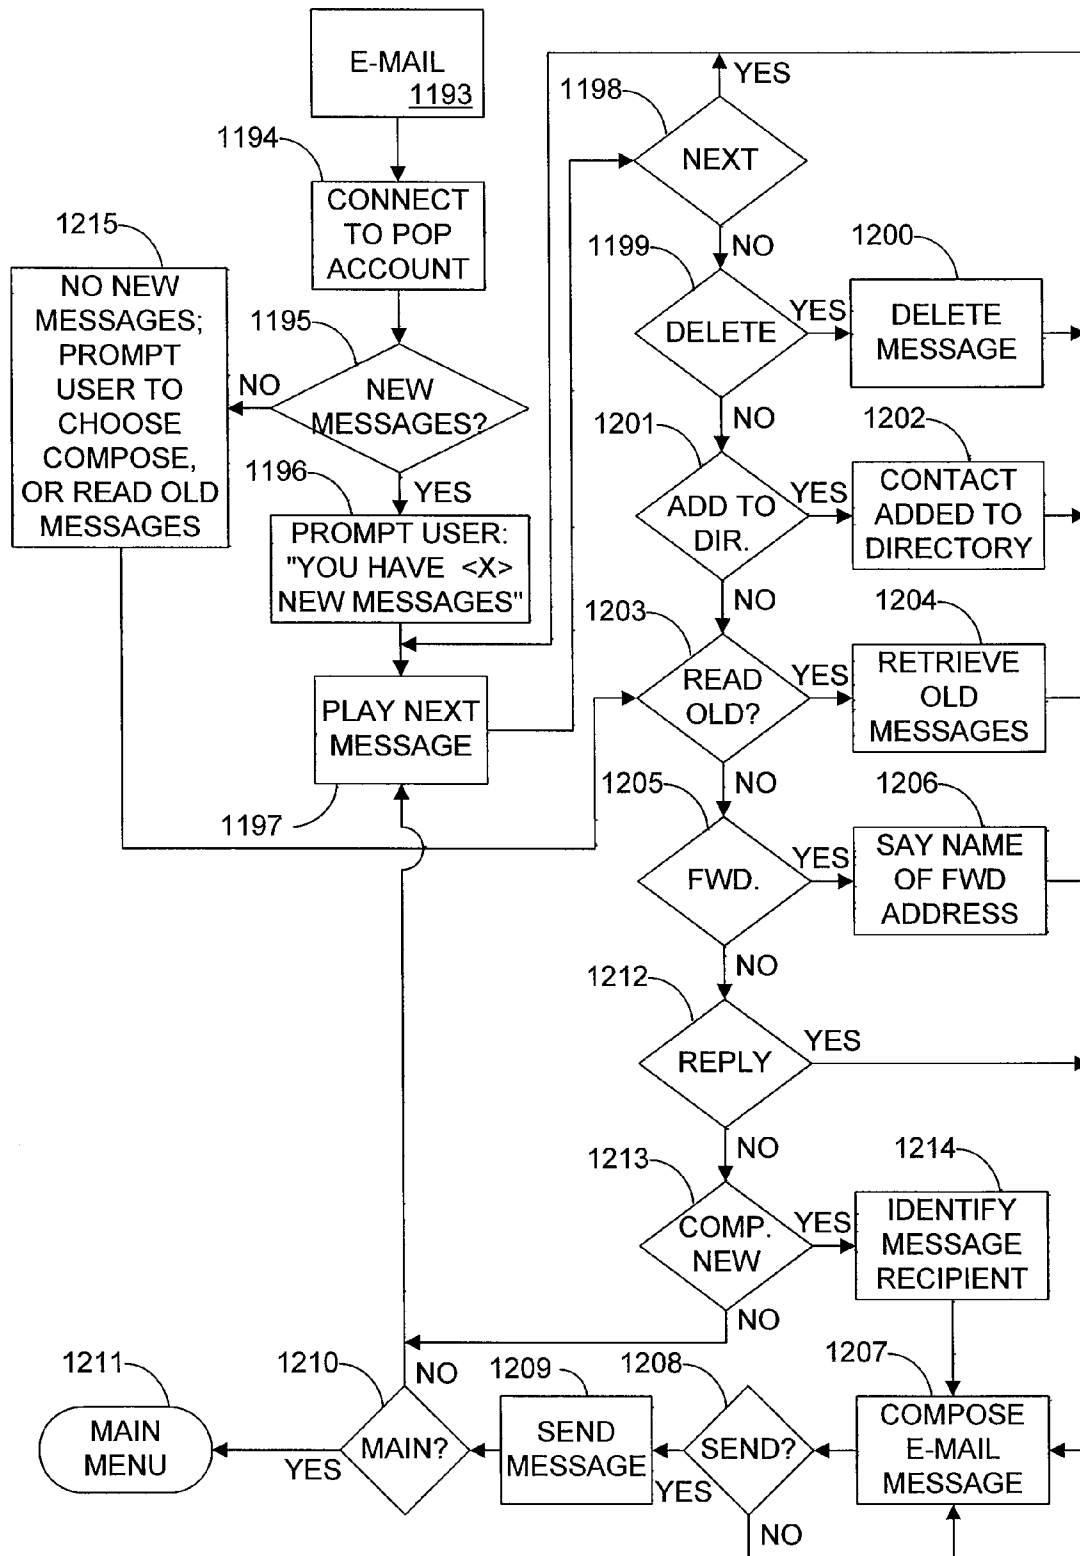 E-MAIL
1193
1194
CONNECT
TO POP
ACCOUNT
1195
NEW
MESSAGES?
NO
YES
1215
NO NEW
MESSAGES;
PROMPT
USER TO
CHOOSE
COMPOSE,
OR READ OLD
MESSAGES
1196
PROMPT USER:
"YOU HAVE <X>
NEW MESSAGES"
PLAY NEXT
MESSAGE
1197
1198
NEXT
YES
NO
1199
DELETE
YES
1200
DELETE
MESSAGE
NO
1201
ADD TO
DIR.
YES
1202
CONTACT
ADDED TO
DIRECTORY
NO
1203
READ
OLD?
YES
1204
RETRIEVE
OLD
MESSAGES
NO
1205
FWD.
YES
1206
SAY NAME
OF FWD
ADDRESS
NO
1212
REPLY
YES
NO
1213
COMP.
NEW
YES
1214
IDENTIFY
MESSAGE
RECIPIENT
NO
1207
COMPOSE
E-MAIL
MESSAGE
1208
SEND?
YES
NO
1209
SEND
MESSAGE
1210
MAIN?
NO
YES
1211
MAIN
MENU